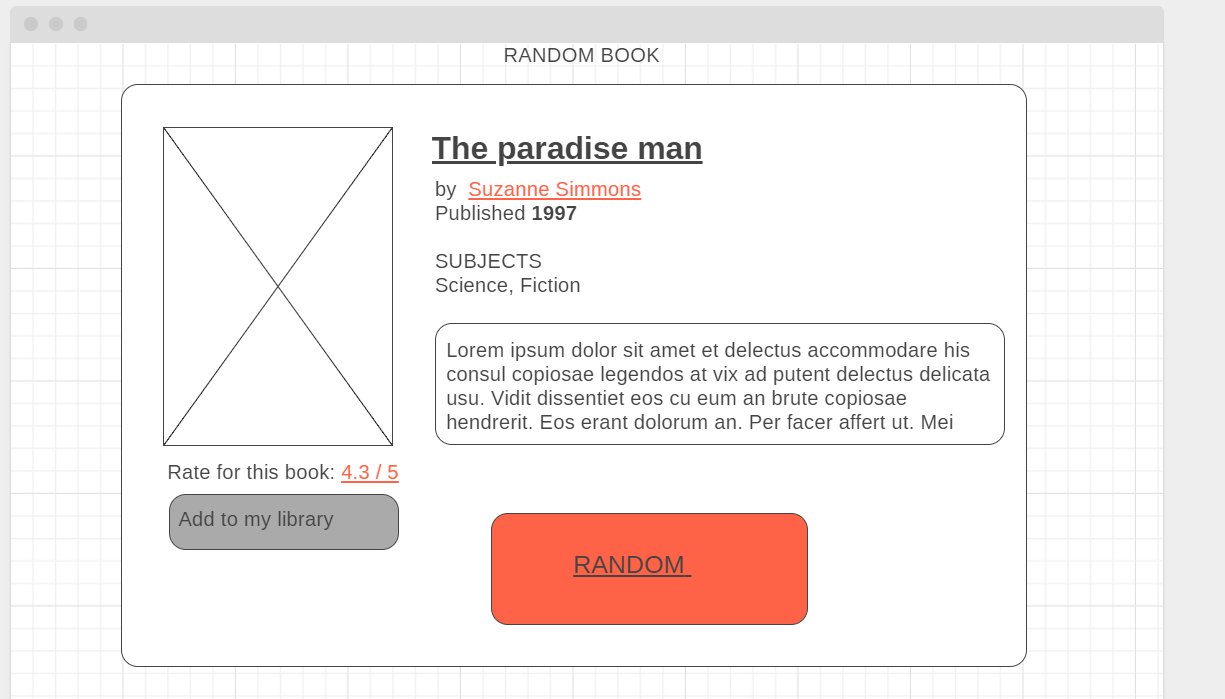 RANDOM BOOK
The paradise man
by Suzanne Simmons
Published 1997
SUBJECTS
Science, Fiction
Lorem ipsum dolor sit amet et delectus accommodare his
consul copiosae legendos at vix ad putent delectus delicata
usu. Vidit dissentiet eos cu eum an brute copiosae
hendrerit. Eos erant dolorum an. Per facer affert ut. Mei
Rate for this book: 4.3 / 5
Add to my library
RANDOM